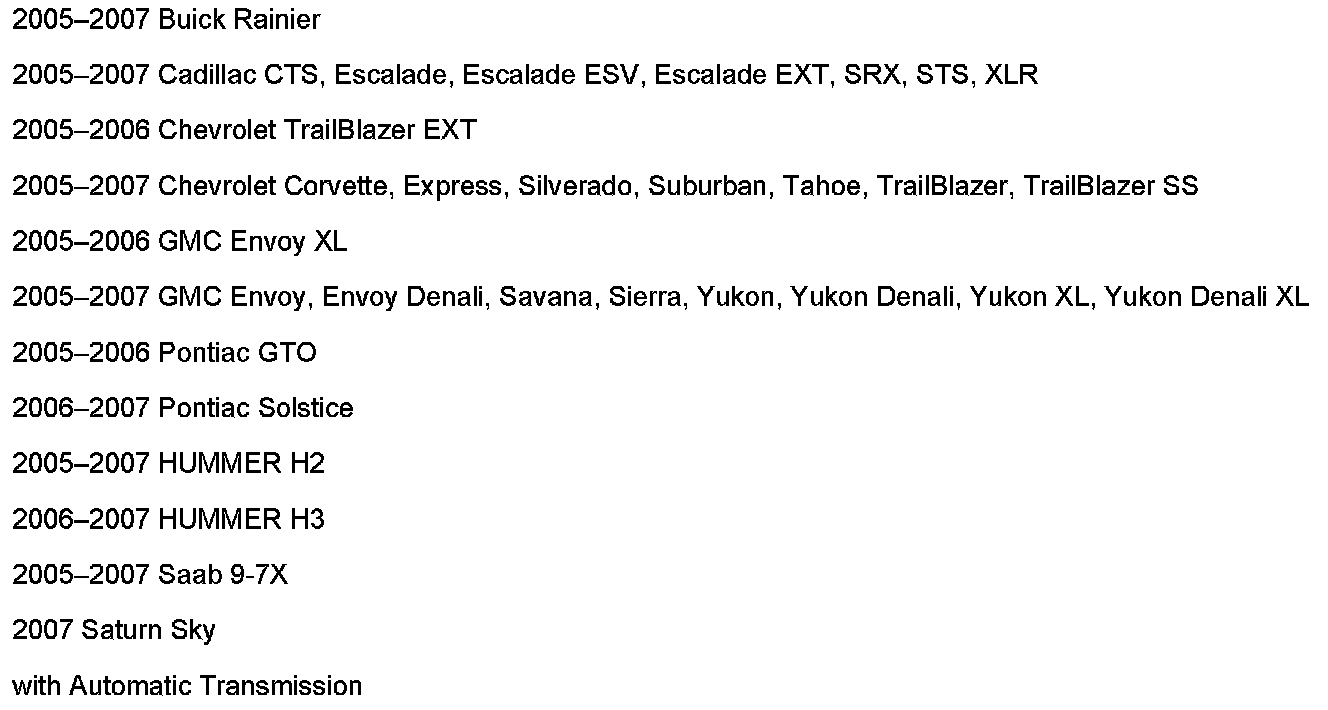 2005–2007 Buick Rainier
2005–2007 Cadillac CTS, Escalade, Escalade ESV, Escalade EXT, SRX, STS, XLR
2005–2006 Chevrolet TrailBlazer EXT
2005–2007 Chevrolet Corvette, Express, Silverado, Suburban, Tahoe, TrailBlazer, TrailBlazer SS
2005–2006 GMC Envoy XL
2005–2007 GMC Envoy, Envoy Denali, Savana, Sierra, Yukon, Yukon Denali, Yukon XL, Yukon Denali XL
2005–2006 Pontiac GTO
2006–2007 Pontiac Solstice
2005–2007 HUMMER H2
2006–2007 HUMMER H3
2005–2007 Saab 9-7X
2007 Saturn Sky
with Automatic Transmission